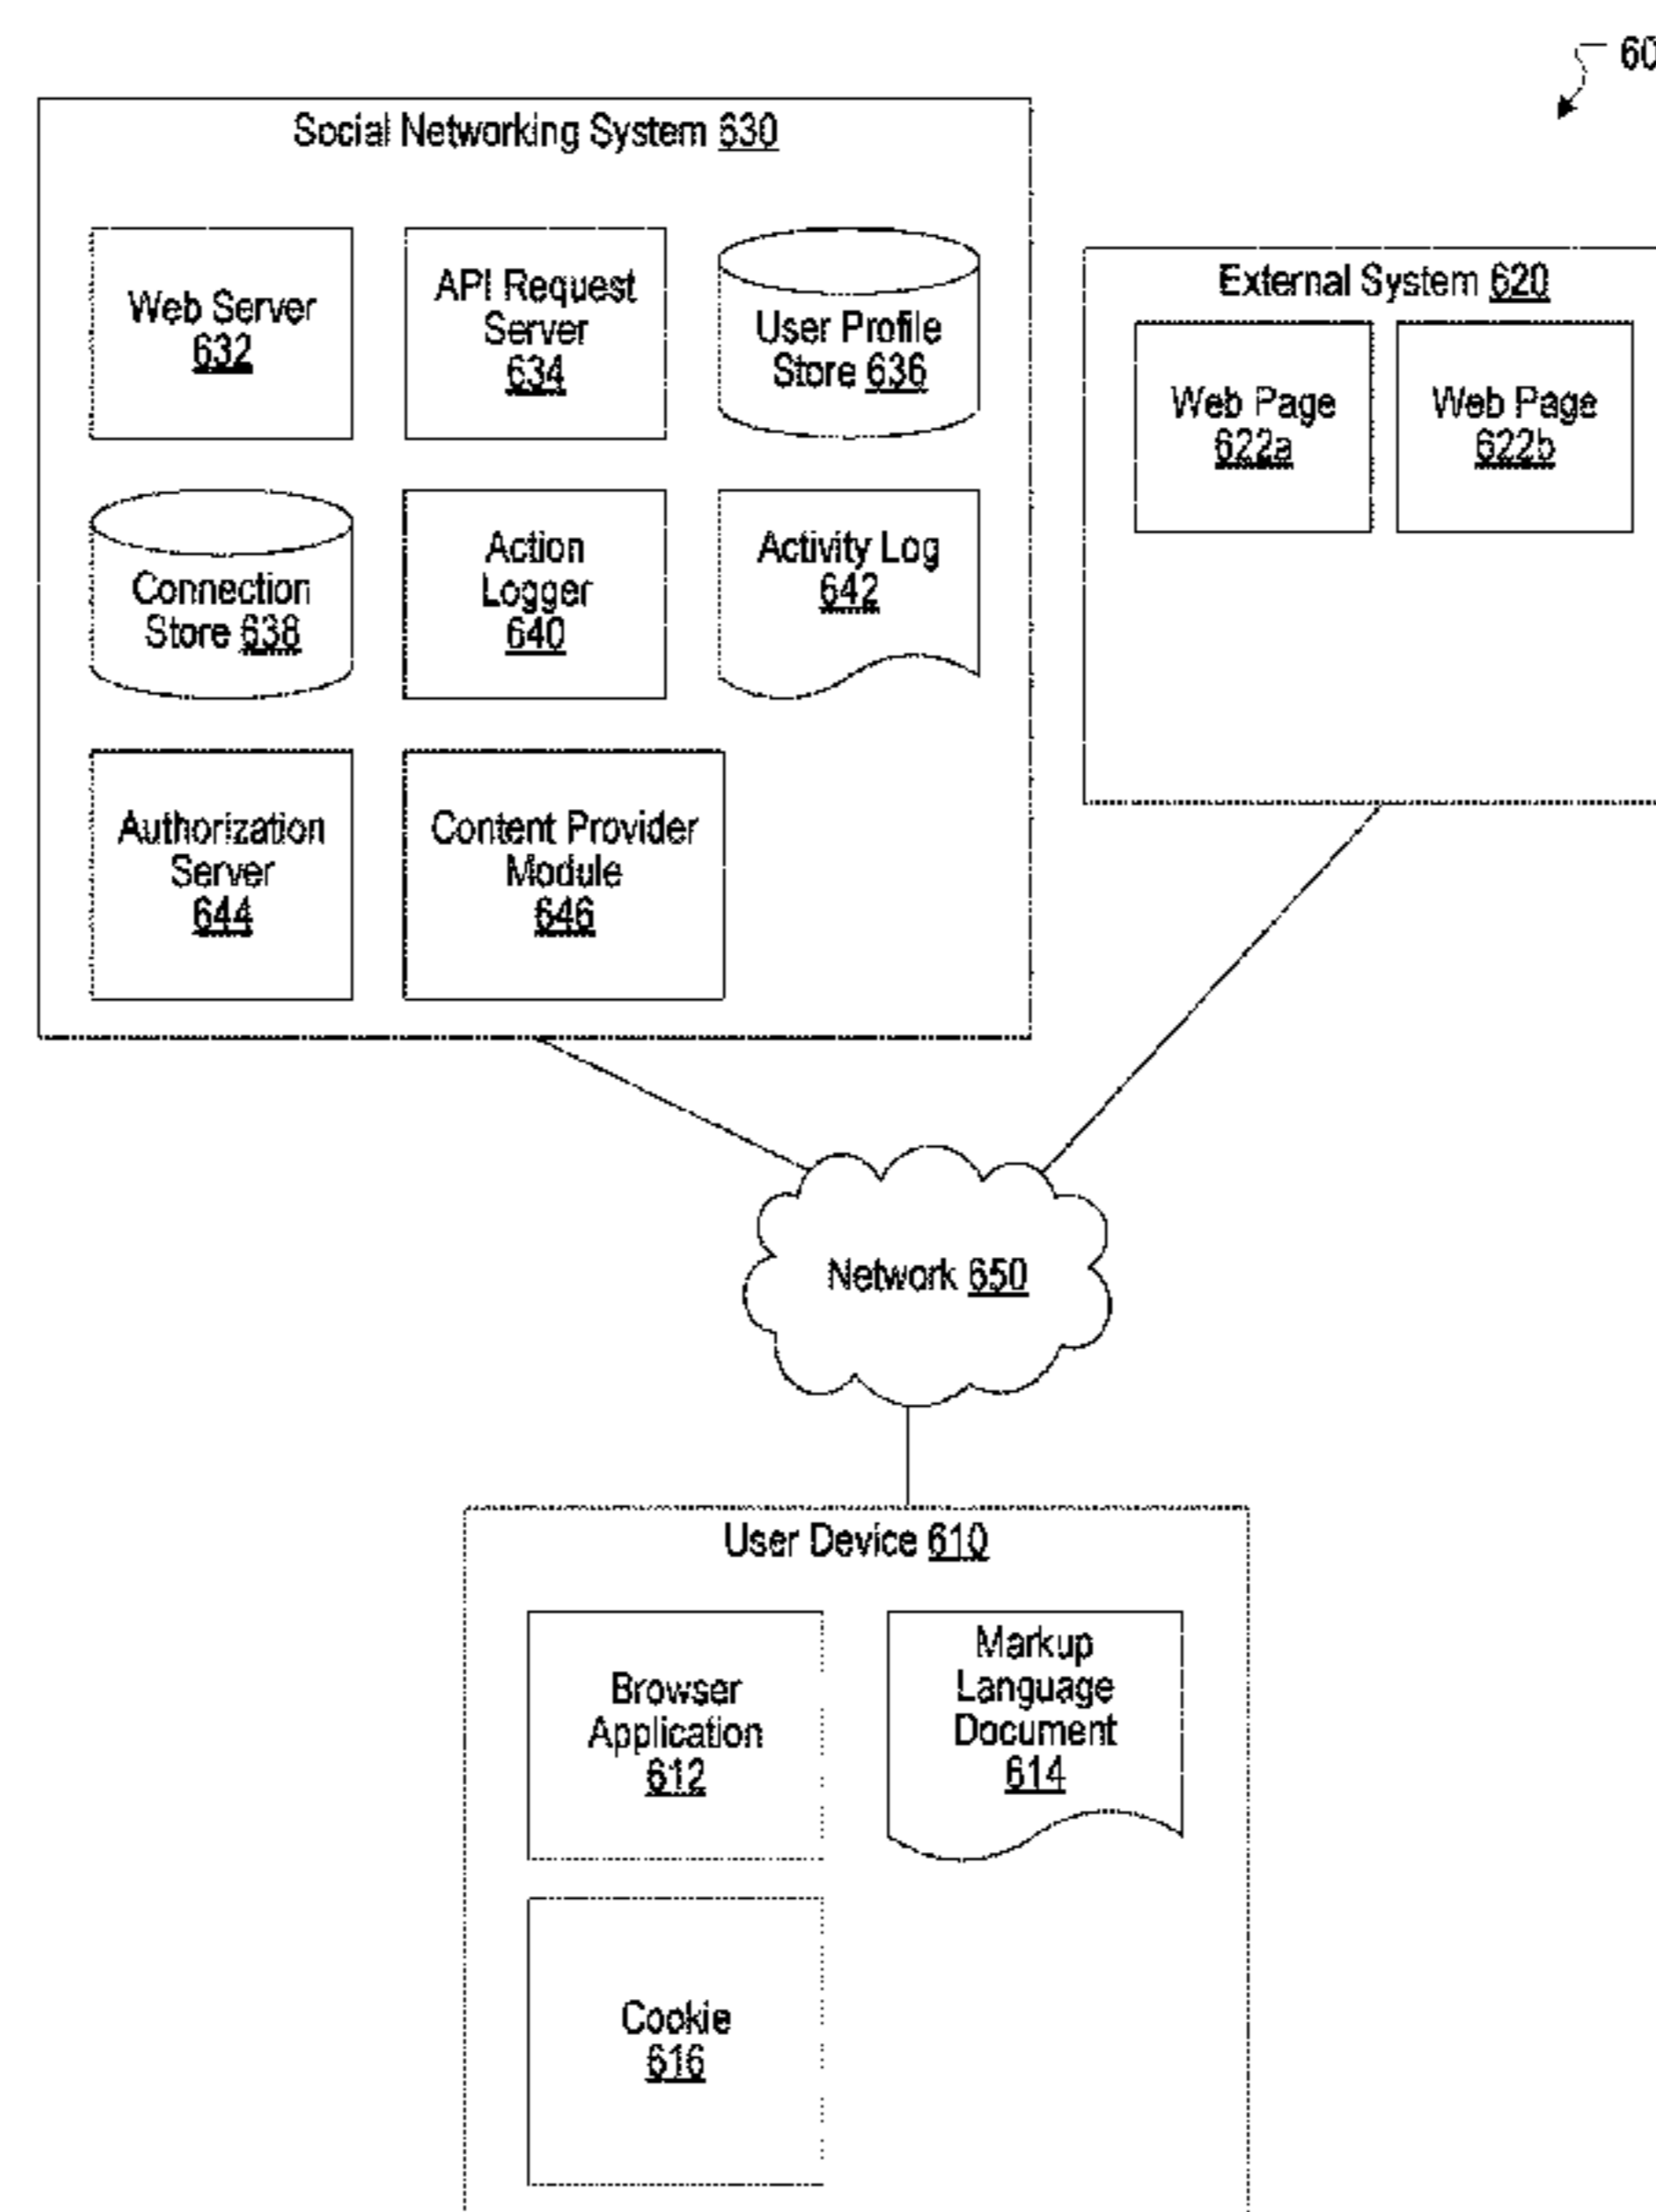 60
Social Networking System 630
Web Server
632
API Request
Server
634
User Profile
Store 636
Connection
Store 638
Action
Logger
640
Activity Log
642
Authorization
Server
644
Content Provider
Module
646
External System 620
Web Page
622a
Web Page
622b
Network 650
User Device 610
Browser
Application
612
Markup
Language
Document
614
Cookie
616